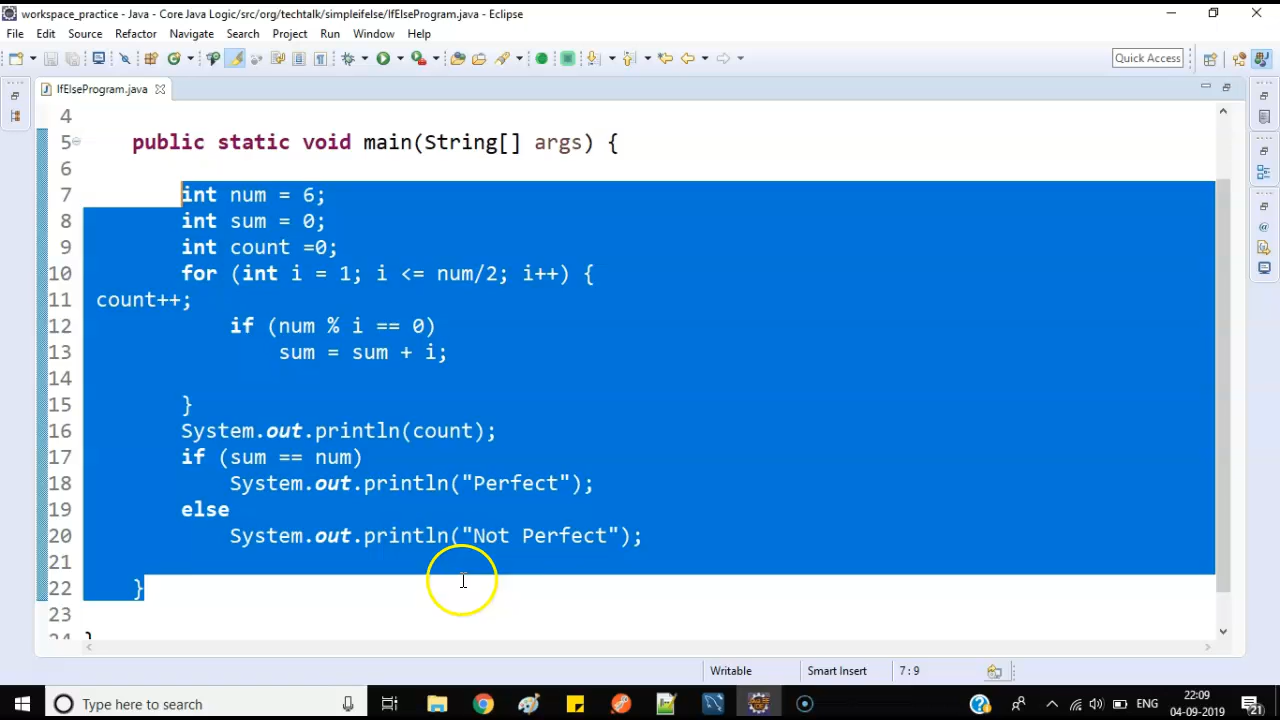 workspace_practice - Java - Core Java Logic/src/org/techtalk/simpleifelse/IfElseProgram.java - Eclipse
File Edit Source Refactor Navigate Search Project Run Window Help
Quick Access
IfElseProgram.java
4
5 public static void main(String[] args) {
6
7 int num = 6;
8 int sum = 0;
9 int count =0;
10 for (int i = 1; i <= num/2; i++) {
11 count++;
12 if (num % i == 0)
13 sum = sum + i;
14
15 }
16 System.out.println(count);
17 if (sum == num)
18 System.out.println("Perfect");
19 else
20 System.out.println("Not Perfect");
21
22 }
23
24 }
Writable Smart Insert 7 : 9
Type here to search
ENG
22:09
04-09-2019
21